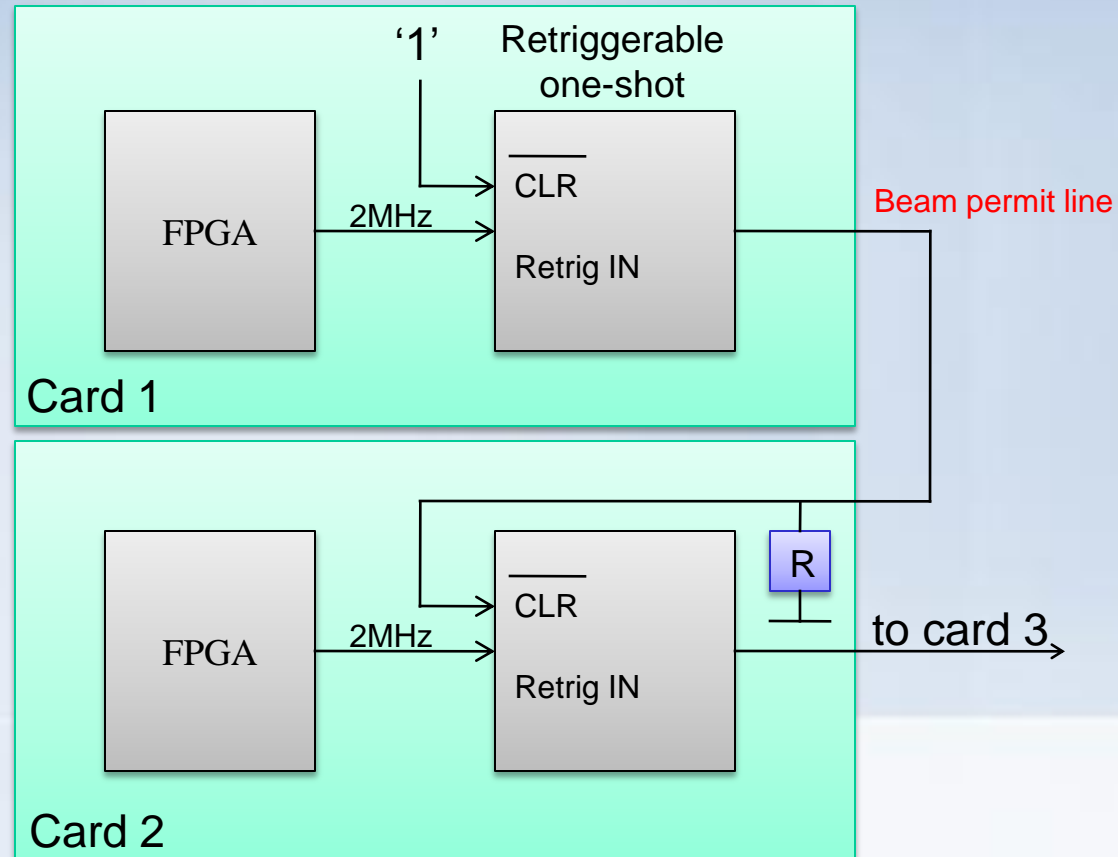 ‘1’
Retriggerable
one-shot
CLR
Beam permit line
2MHz
FPGA
Retrig IN
Card 1
R
CLR
to card 3
2MHz
FPGA
Retrig IN
Card 2